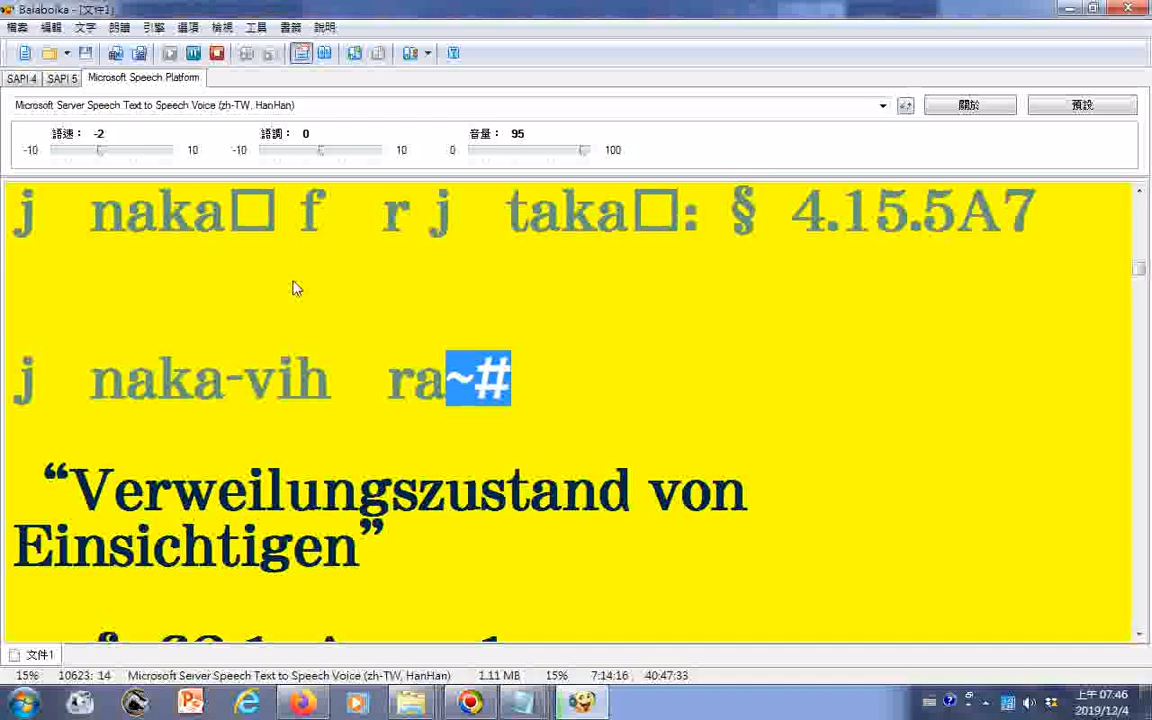 Balabolka - [文件1]
檔案 編輯 文字 朗讀 引擎 選項 檢視 工具 書籤 說明
SAPI 4 SAPI 5 Microsoft Speech Platform
Microsoft Server Speech Text to Speech Voice (zh-TW, HanHan) 關於 預設
語速： -2 語調： 0 音量： 95
-10 10 -10 10 0 100
j naka□ f r j taka□: § 4.15.5A7
j naka-vih ra~#
“Verweilungszustand von
Einsichtigen”
文件1
15% 10623: 14 Microsoft Server Speech Text to Speech Voice (zh-TW, HanHan) 1.11 MB 15% 7:14:16 40:47:33
上午 07:46
2019/12/4